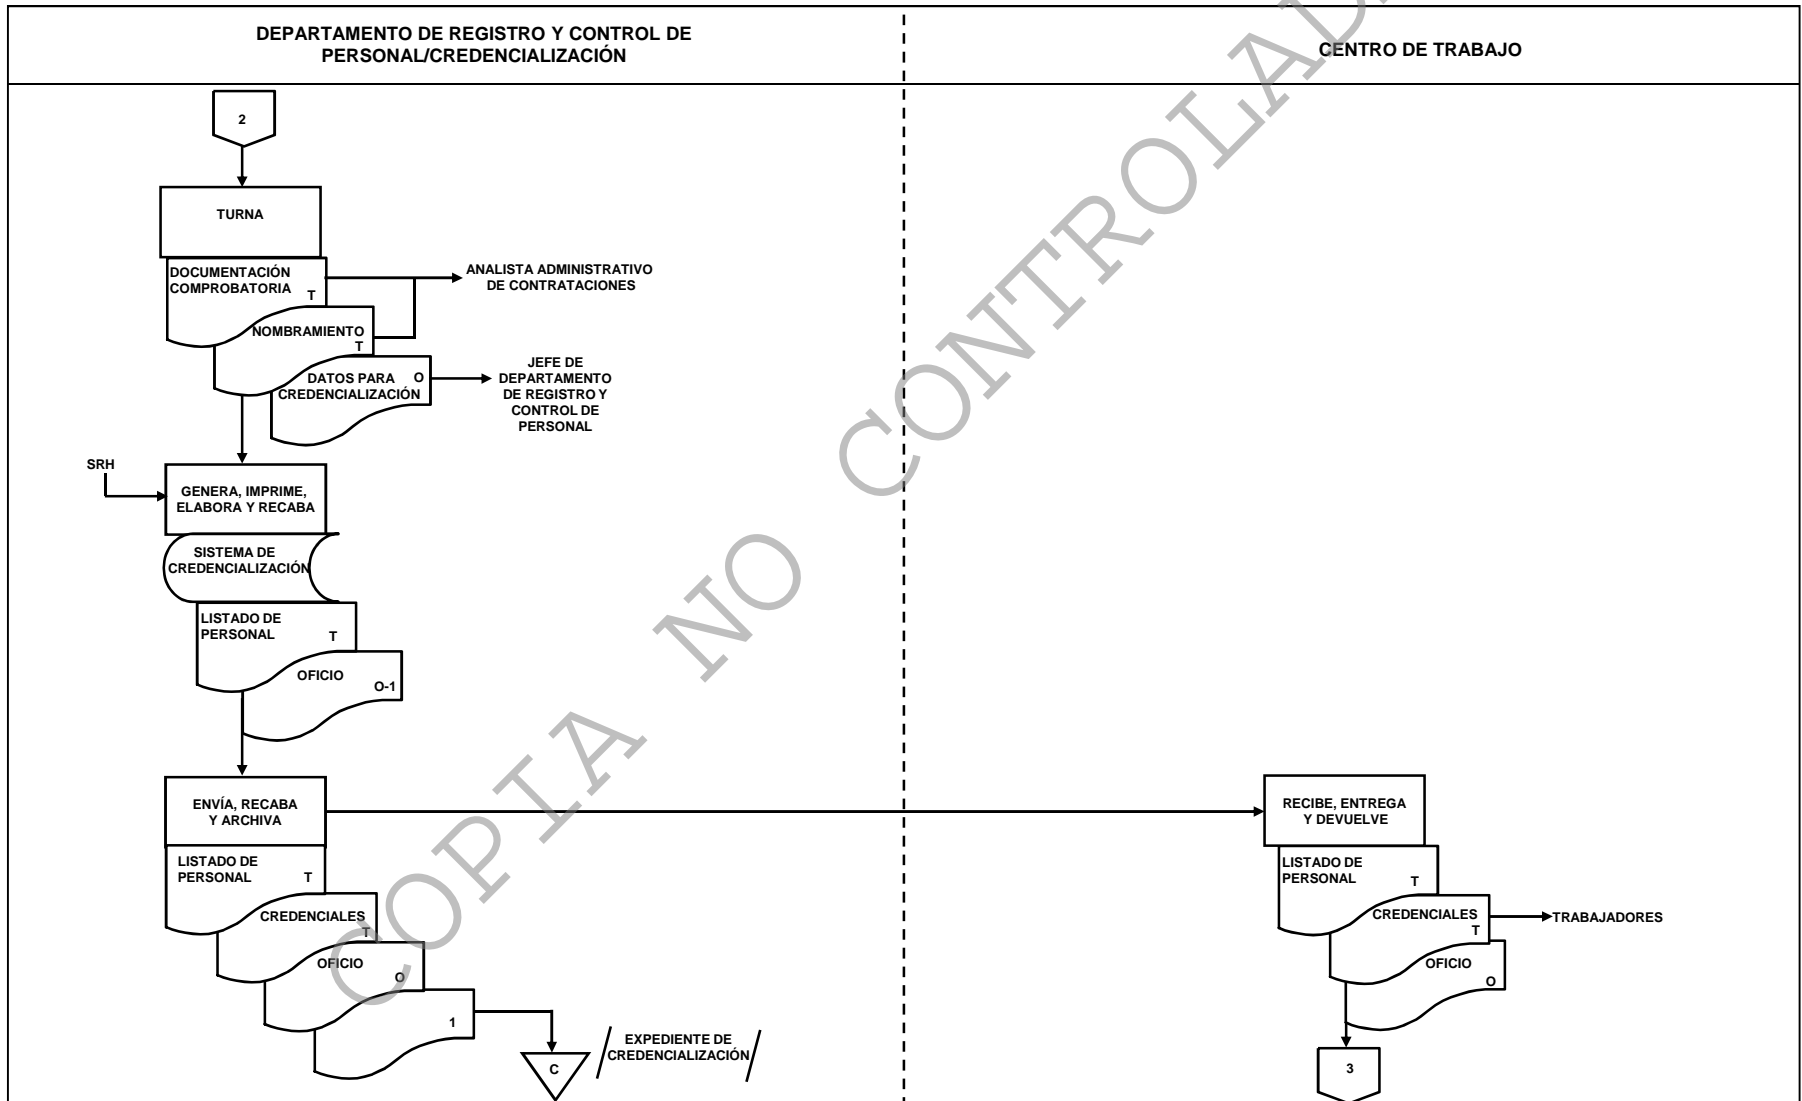 DEPARTAMENTO DE REGISTRO Y CONTROL DE
PERSONAL/CREDENCIALIZACIÓN
CENTRO DE TRABAJO
2
TURNA
DOCUMENTACIÓN
COMPROBATORIA
T
ANALISTA ADMINISTRATIVO
DE CONTRATACIONES
NOMBRAMIENTO
T
DATOS PARA
CREDENCIALIZACIÓN
O
JEFE DE
DEPARTAMENTO
DE REGISTRO Y
CONTROL DE
PERSONAL
SRH
GENERA, IMPRIME,
ELABORA Y RECABA
SISTEMA DE
CREDENCIALIZACIÓN
LISTADO DE
PERSONAL
T
OFICIO
O-1
ENVÍA, RECABA
Y ARCHIVA
LISTADO DE
PERSONAL
T
CREDENCIALES
T
OFICIO
O
1
C
EXPEDIENTE DE
CREDENCIALIZACIÓN
RECIBE, ENTREGA
Y DEVUELVE
LISTADO DE
PERSONAL
T
CREDENCIALES
T
TRABAJADORES
OFICIO
O
3
COPIA NO CONTROLAD